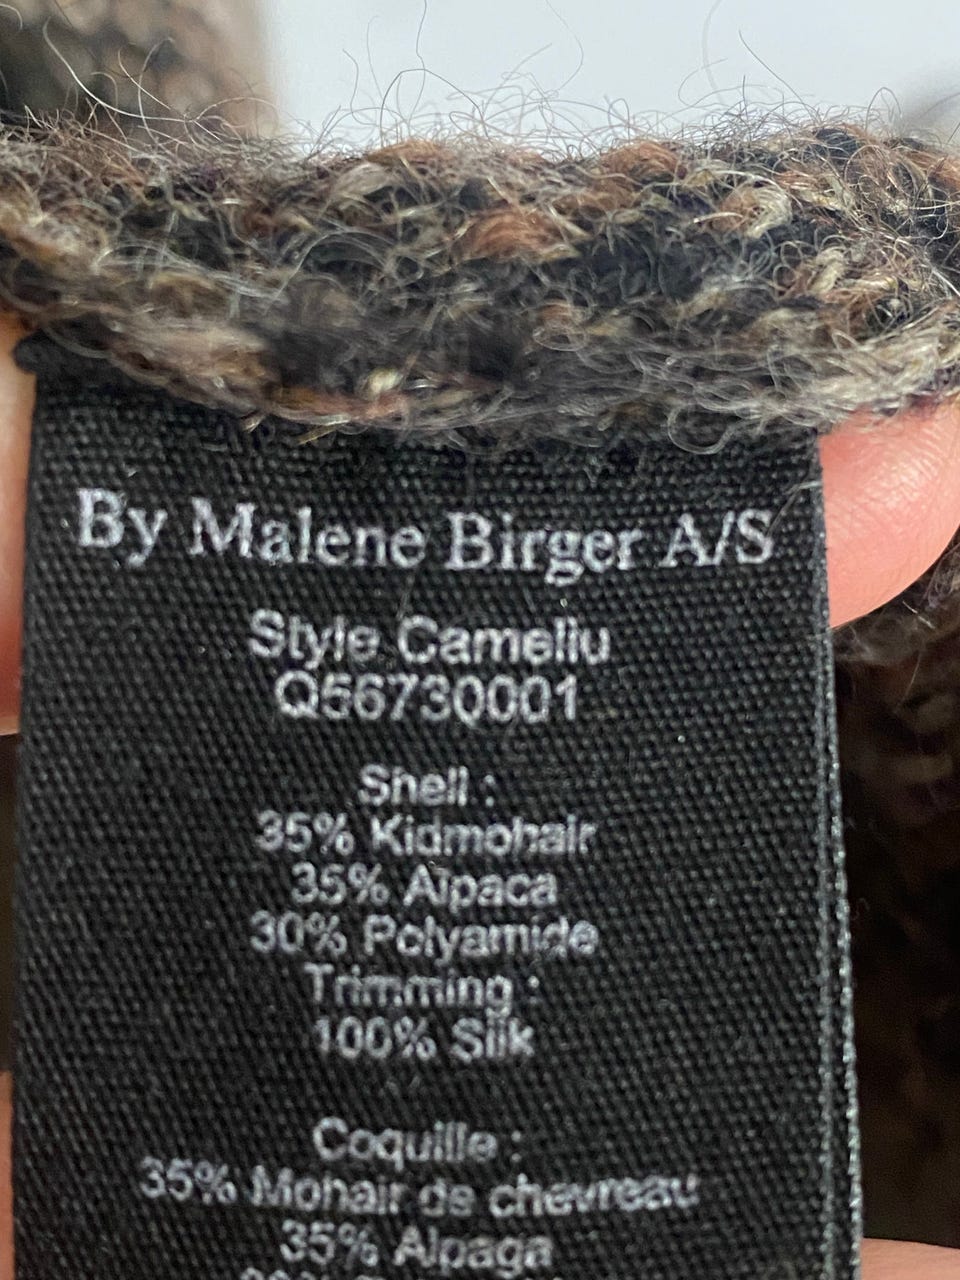 By Malene Birger A/S
Style Cameliu
Q56730001
Shell :
35% Kidmohair
35% Alpaca
30% Polyamide
Trimming :
100% Silk
Coquille :
35% Mohair de chevreau
35% Alpaga